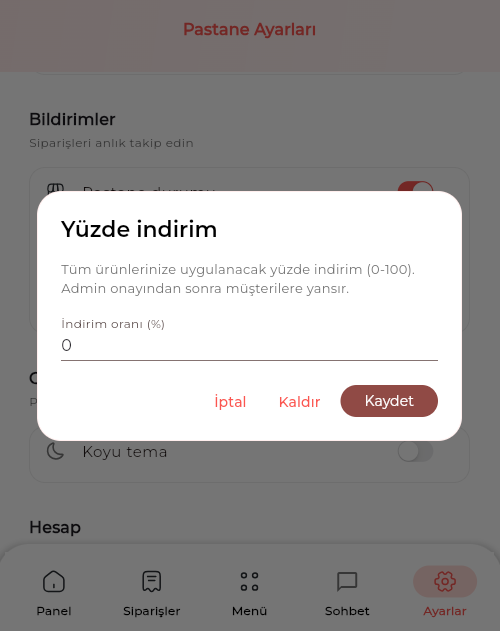 Pastane Ayarları
Bildirimler
Siparişleri anlık takip edin
Pastane durumu
Yüzde indirim
Tüm ürünlerinize uygulanacak yüzde indirim (0-100).
Admin onayından sonra müşterilere yansır.
İndirim oranı (%)
0
İptal
Kaldır
Kaydet
Koyu tema
Hesap
Panel
Siparişler
Menü
Sohbet
Ayarlar